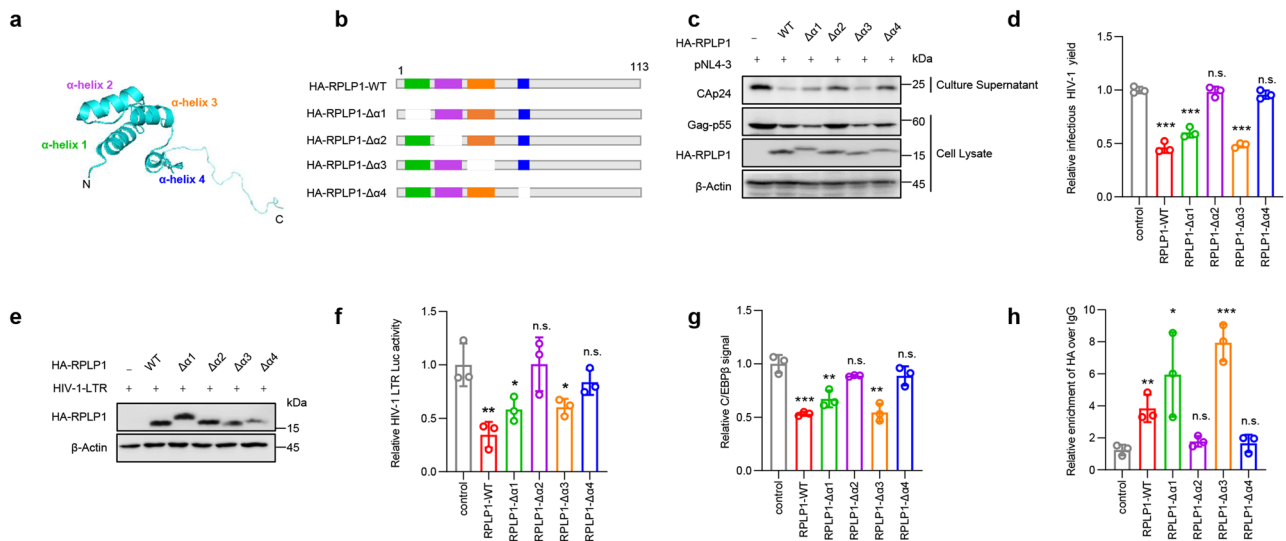 a
α-helix 2
α-helix 3
α-helix 1
α-helix 4
N
C
b
1
113
HA-RPLP1-WT
HA-RPLP1-Δα1
HA-RPLP1-Δα2
HA-RPLP1-Δα3
HA-RPLP1-Δα4
c
– WT Δα1 Δα2 Δα3 Δα4
HA-RPLP1
pNL4-3 + + + + + + kDa
CAp24 25 Culture Supernatant
Gag-p55 60
HA-RPLP1 15 Cell Lysate
β-Actin 45
d
Relative infectious HIV-1 yield
1.5
1.0
0.5
0.0
*** *** n.s. *** n.s.
control
RPLP1-WT
RPLP1-Δα1
RPLP1-Δα2
RPLP1-Δα3
RPLP1-Δα4
e
HA-RPLP1 – WT Δα1 Δα2 Δα3 Δα4
HIV-1-LTR + + + + + +
kDa
HA-RPLP1 15
β-Actin 45
f
Relative HIV-1 LTR Luc activity
1.5
1.0
0.5
0.0
** * n.s. * n.s.
control
RPLP1-WT
RPLP1-Δα1
RPLP1-Δα2
RPLP1-Δα3
RPLP1-Δα4
g
Relative C/EBPβ signal
1.5
1.0
0.5
0.0
*** ** n.s. ** n.s.
control
RPLP1-WT
RPLP1-Δα1
RPLP1-Δα2
RPLP1-Δα3
RPLP1-Δα4
h
Relative enrichment of HA over IgG
10
8
6
4
2
0
** * n.s. *** n.s.
control
RPLP1-WT
RPLP1-Δα1
RPLP1-Δα2
RPLP1-Δα3
RPLP1-Δα4